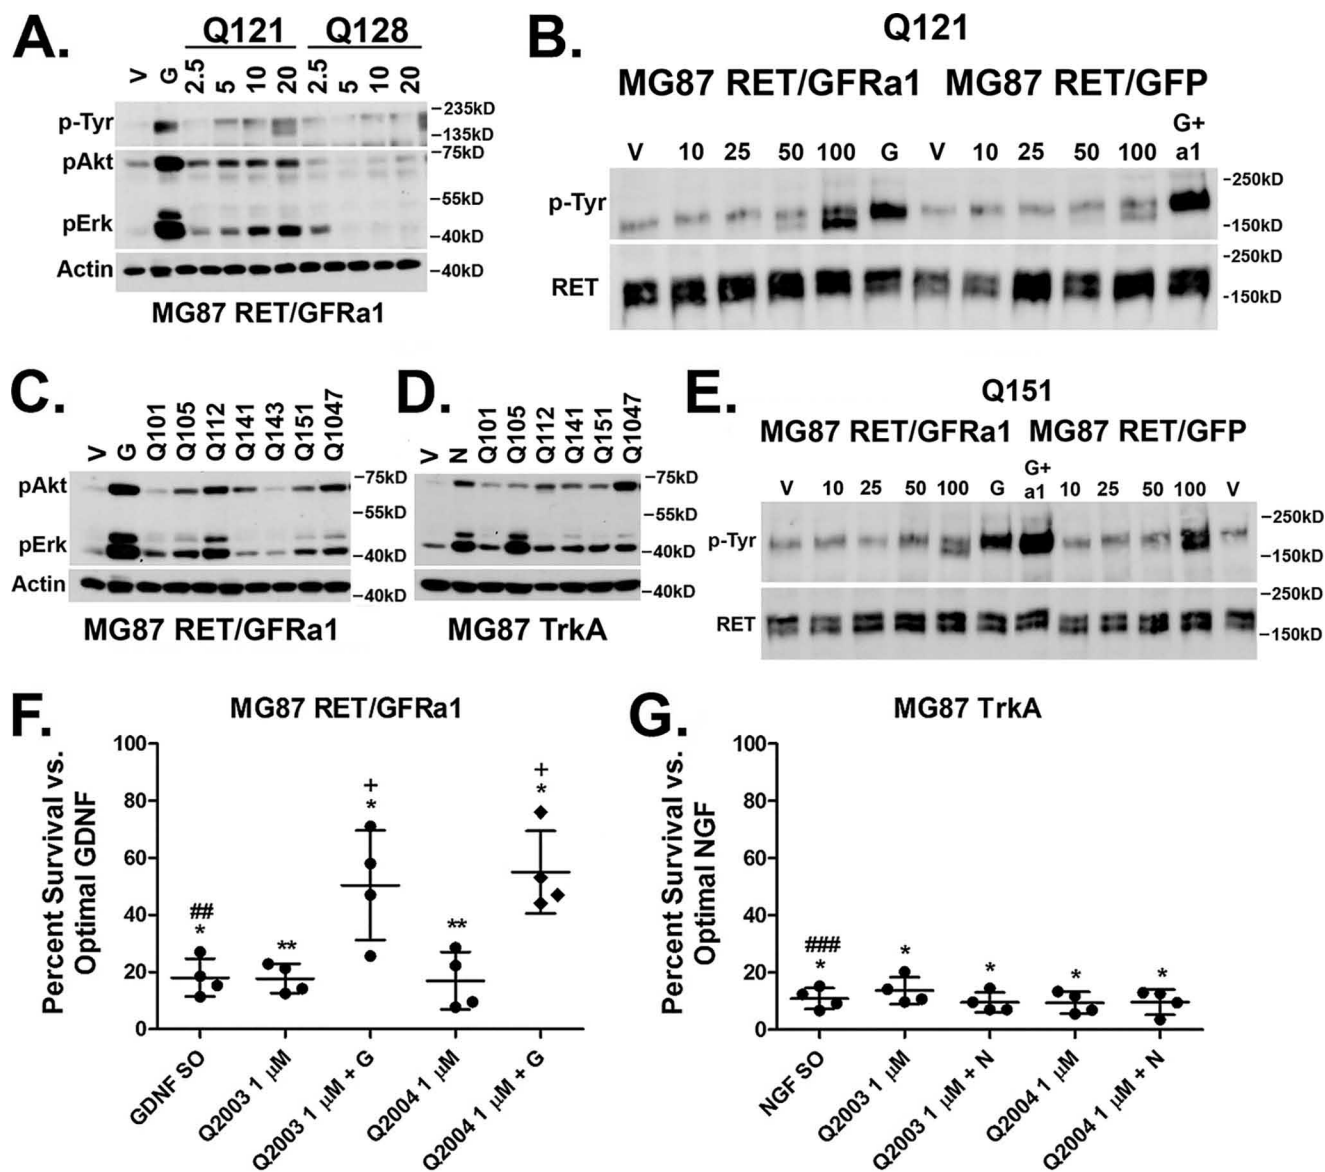 A.
Q121 Q128
V G 2.5 5 10 20 2.5 5 10 20
p-Tyr
–235kD
–135kD
pAkt
–75kD
–55kD
pErk
–40kD
Actin
–40kD
MG87 RET/GFRa1
B.
Q121
MG87 RET/GFRa1 MG87 RET/GFP
V 10 25 50 100 G V 10 25 50 100 G+ a1
p-Tyr
–250kD
–150kD
RET
–250kD
–150kD
C.
V G Q101 Q105 Q112 Q141 Q143 Q151 Q1047
pAkt
–75kD
–55kD
pErk
–40kD
Actin
–40kD
MG87 RET/GFRa1
D.
V N Q101 Q105 Q112 Q141 Q151 Q1047
–75kD
–55kD
–40kD
–40kD
MG87 TrkA
E.
Q151
MG87 RET/GFRa1 MG87 RET/GFP
V 10 25 50 100 G G+ a1 10 25 50 100 V
p-Tyr
–250kD
–150kD
RET
–250kD
–150kD
F.
MG87 RET/GFRa1
Percent Survival vs.
Optimal GDNF
100
80
60
40
20
0
##
*
**
+
*
**
+
*
GDNF SO
Q2003 1 µM
Q2003 1 µM + G
Q2004 1 µM
Q2004 1 µM + G
G.
MG87 TrkA
Percent Survival vs.
Optimal NGF
100
80
60
40
20
0
###
*
*
*
*
*
NGF SO
Q2003 1 µM
Q2003 1 µM + N
Q2004 1 µM
Q2004 1 µM + N